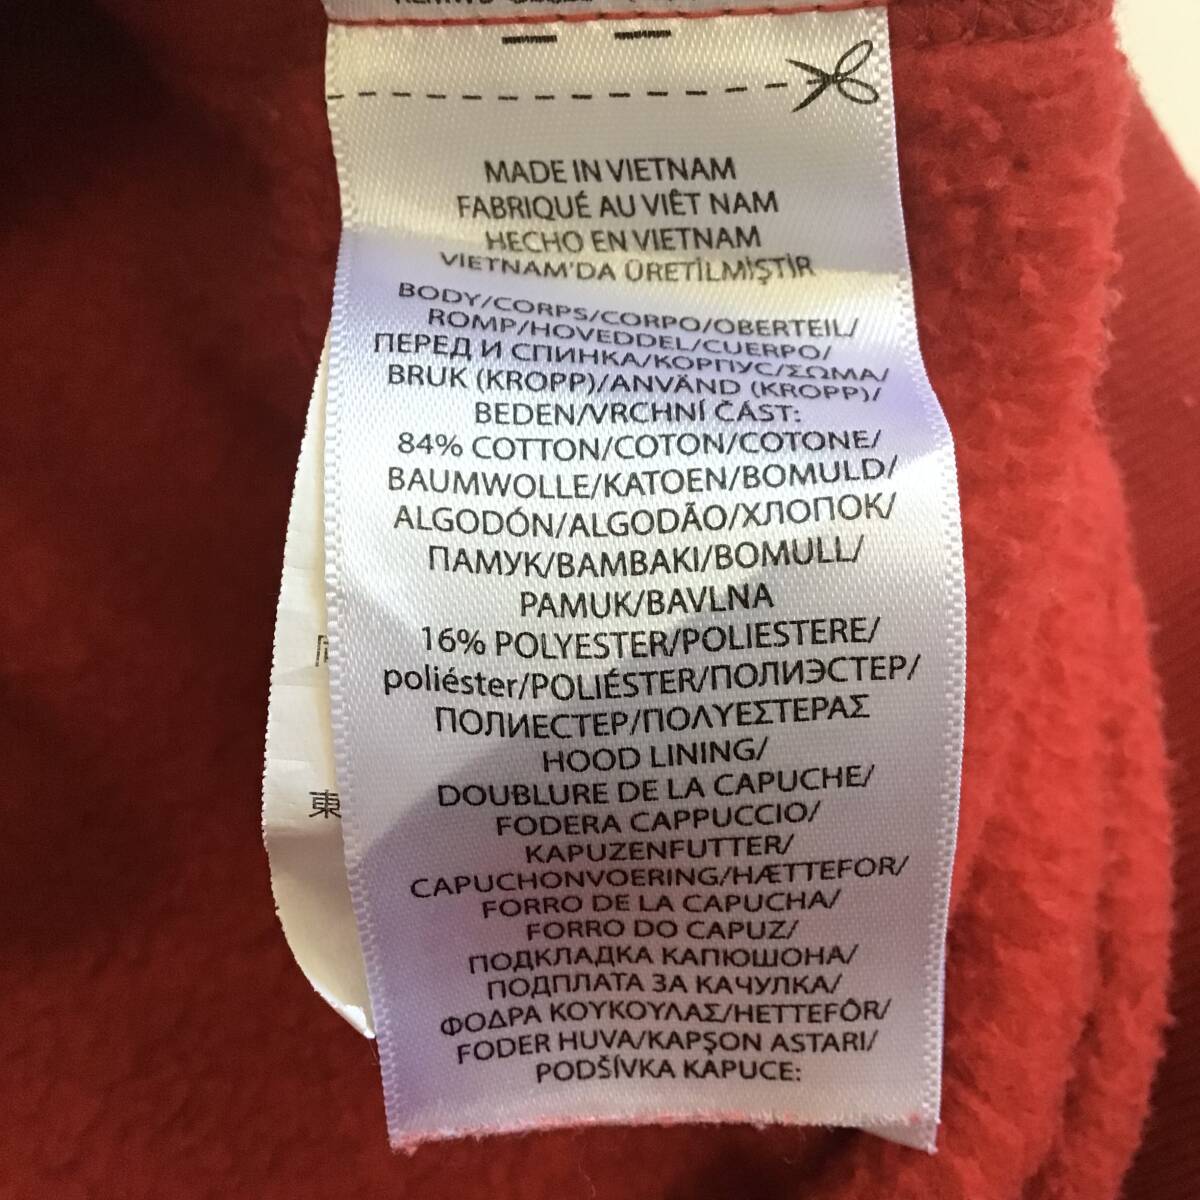 MADE IN VIETNAM
FABRIQUÉ AU VIÊT NAM
HECHO EN VIETNAM
VIETNAM'DA ÜRETİLMİŞTİR
BODY/CORPS/CORPO/OBERTEIL/
ROMP/HOVEDDEL/CUERPO/
ПЕРЕД И СПИНКА/КОРПУС/ΣΩΜΑ/
BRUK (KROPP)/ANVÄND (KROPP)/
BEDEN/VRCHNÍ ČÁST:
84% COTTON/COTON/COTONE/
BAUMWOLLE/KATOEN/BOMULD/
ALGODÓN/ALGODÃO/ХЛОПОК/
ПАМУК/BAMBAKI/BOMULL/
PAMUK/BAVLNA
16% POLYESTER/POLIESTERE/
poliéster/POLIÉSTER/ПОЛИЭСТЕР/
ПОЛИЕСТЕР/ΠΟΛΥΕΣΤΕΡΑΣ
HOOD LINING/
DOUBLURE DE LA CAPUCHE/
FODERA CAPPUCCIO/
KAPUZENFUTTER/
CAPUCHONVOERING/HÆTTEFOR/
FORRO DE LA CAPUCHA/
FORRO DO CAPUZ/
ПОДКЛАДКА КАПЮШОНА/
ПОДПЛАТА ЗА КАЧУЛКА/
ΦΟΔΡΑ ΚΟΥΚΟΥΛΑΣ/HETTEFÔR/
FODER HUVA/KAPŞON ASTARI/
PODŠÍVKA KAPUCE:
東